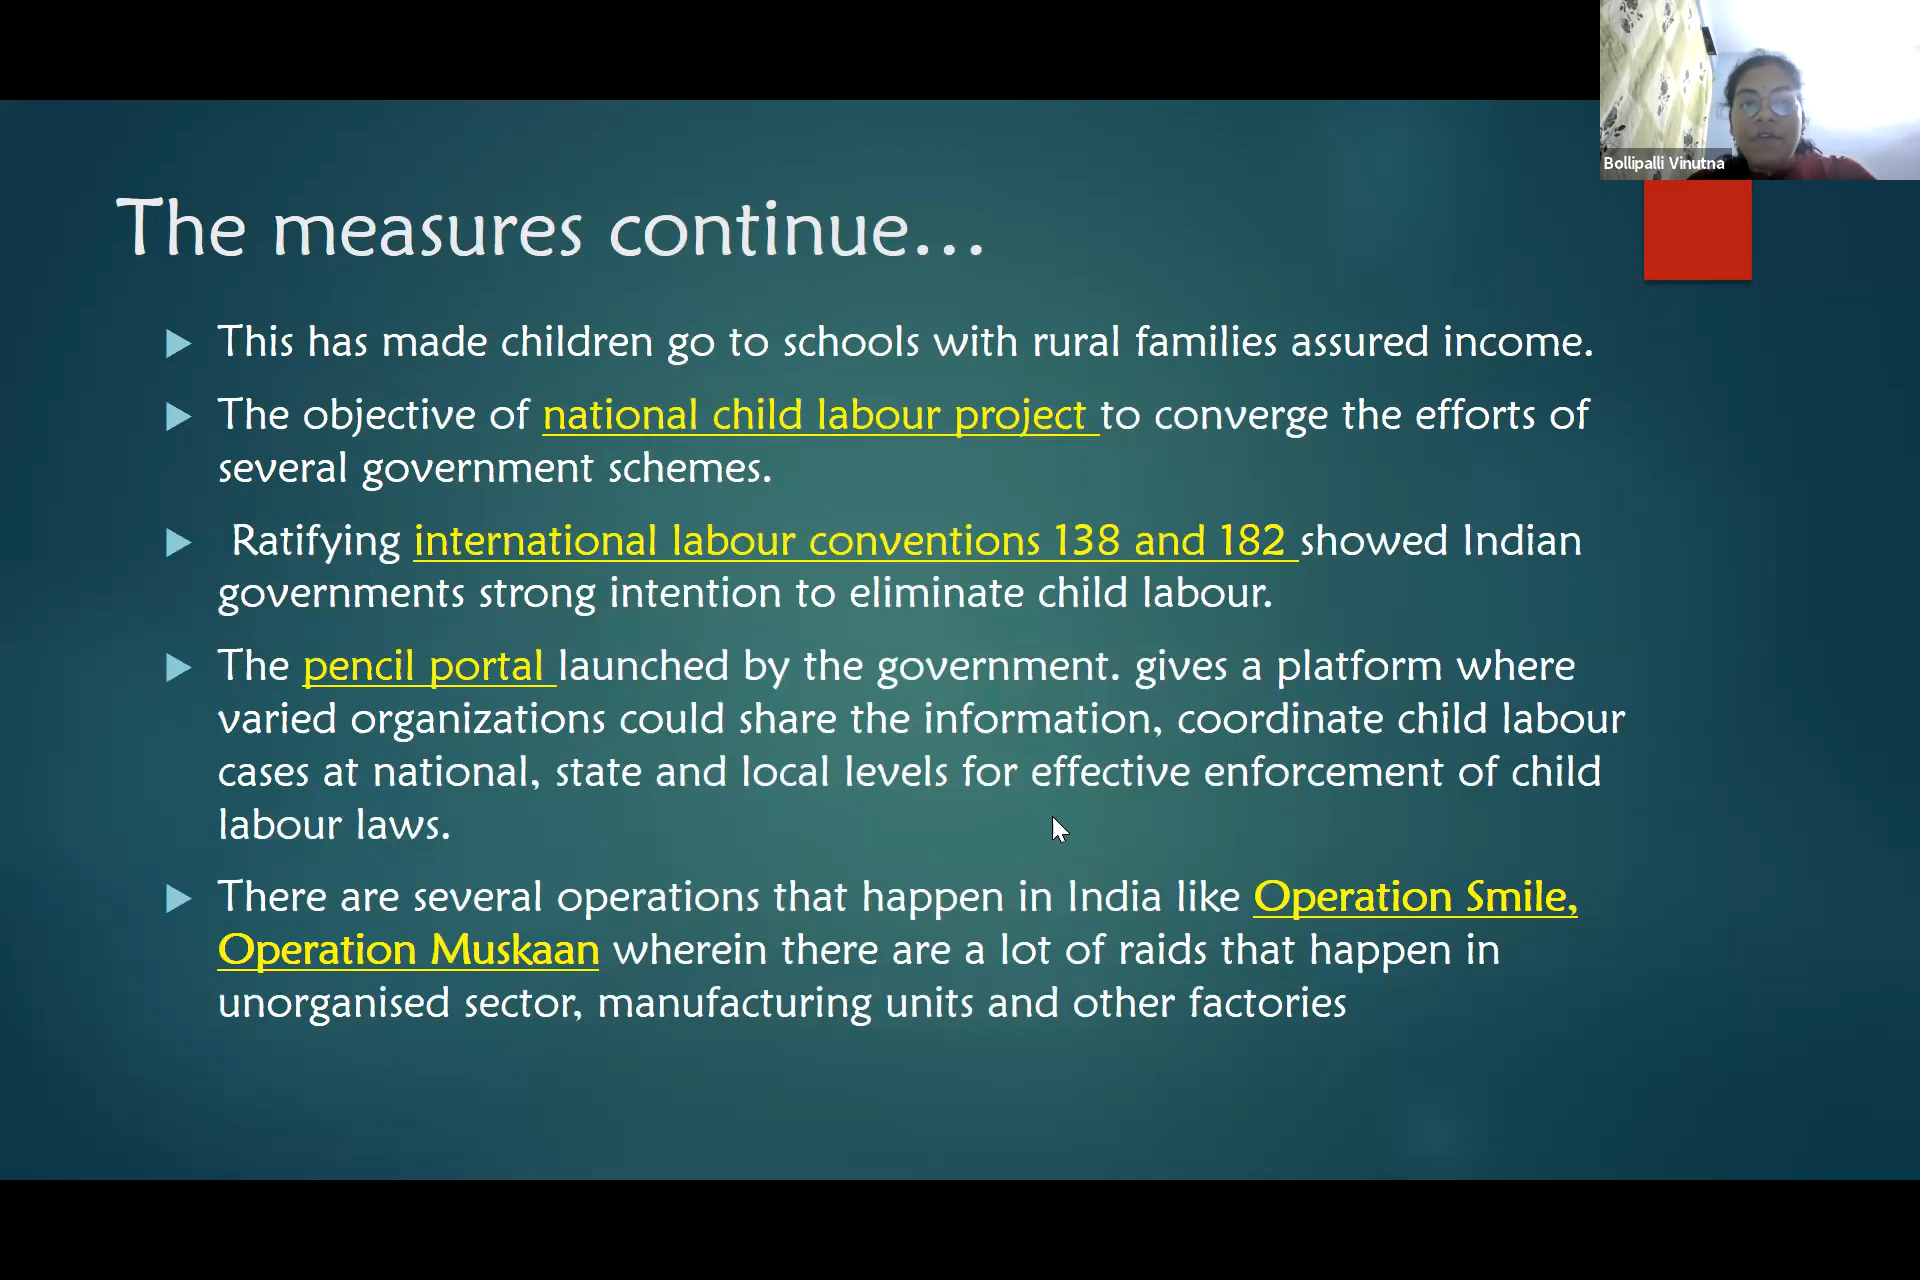 Bollipalli Vinutna
The measures continue...
This has made children go to schools with rural families assured income.
The objective of national child labour project to converge the efforts of
several government schemes.
Ratifying international labour conventions 138 and 182 showed Indian
governments strong intention to eliminate child labour.
The pencil portal launched by the government. gives a platform where
varied organizations could share the information, coordinate child labour
cases at national, state and local levels for effective enforcement of child
labour laws.
There are several operations that happen in India like Operation Smile,
Operation Muskaan wherein there are a lot of raids that happen in
unorganised sector, manufacturing units and other factories